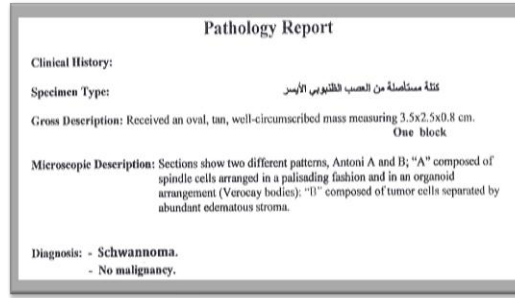 Pathology Report
Clinical History:
Specimen Type: كتلة مستأصلة من العصب الظنبوبي الأيسر
Gross Description: Received an oval, tan, well-circumscribed mass measuring 3.5x2.5x0.8 cm.
One block
Microscopic Description: Sections show two different patterns, Antoni A and B; "A" composed of
spindle cells arranged in a palisading fashion and in an organoid
arrangement (Verocay bodies); "B" composed of tumor cells separated by
abundant edematous stroma.
Diagnosis: - Schwannoma.
- No malignancy.